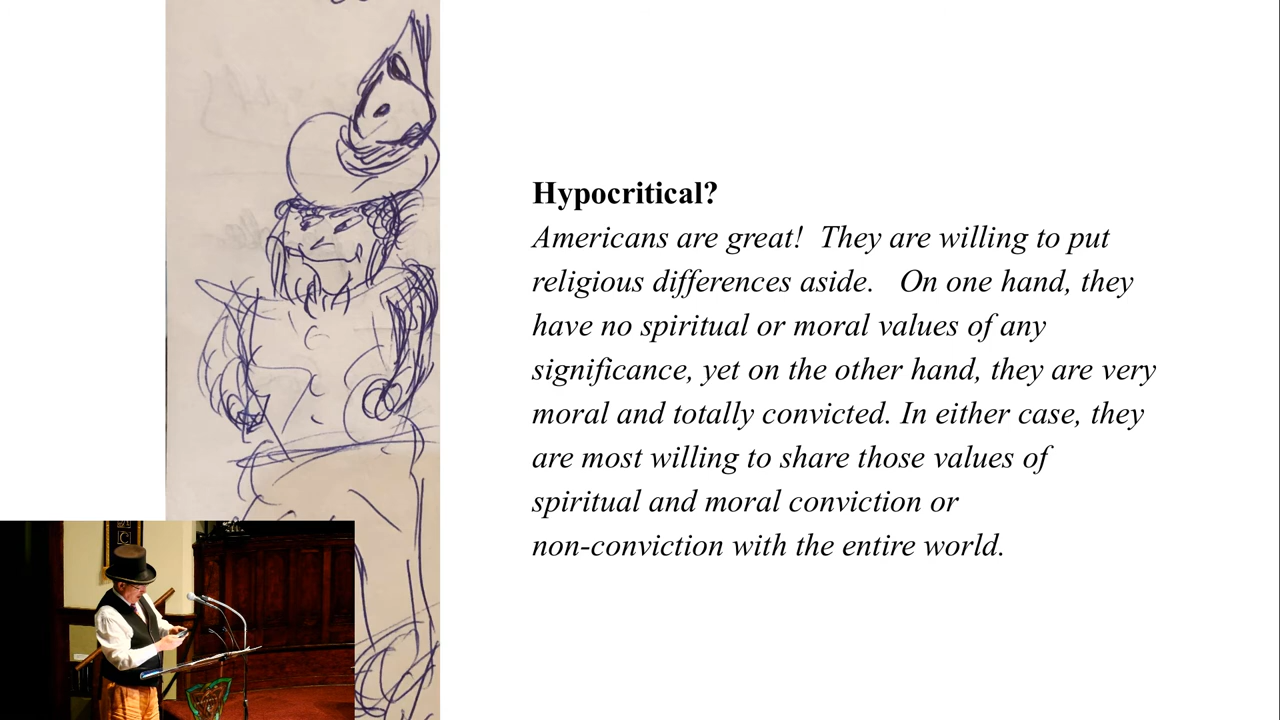 Hypocritical?
Americans are great!  They are willing to put
religious differences aside.   On one hand, they
have no spiritual or moral values of any
significance, yet on the other hand, they are very
moral and totally convicted. In either case, they
are most willing to share those values of
spiritual and moral conviction or
non-conviction with the entire world.